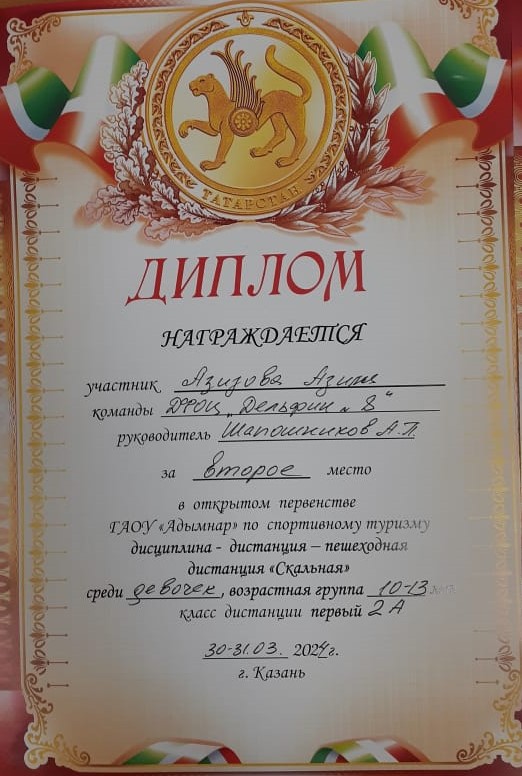 ТАТАРСТАН
ДИПЛОМ
НАГРАЖДАЕТСЯ
участник Азизова
команды ДФОЦ „Дельфин 8"
руководитель Шапошников А.П.
за второе место
в открытом первенстве
ГАОУ «Адымнар» по спортивному туризму
дисциплина - дистанция – пешеходная
дистанция «Скальная»
среди девочек, возрастная группа 10-13
класс дистанции первый 2А
30-31.03. 2024г.
г. Казань